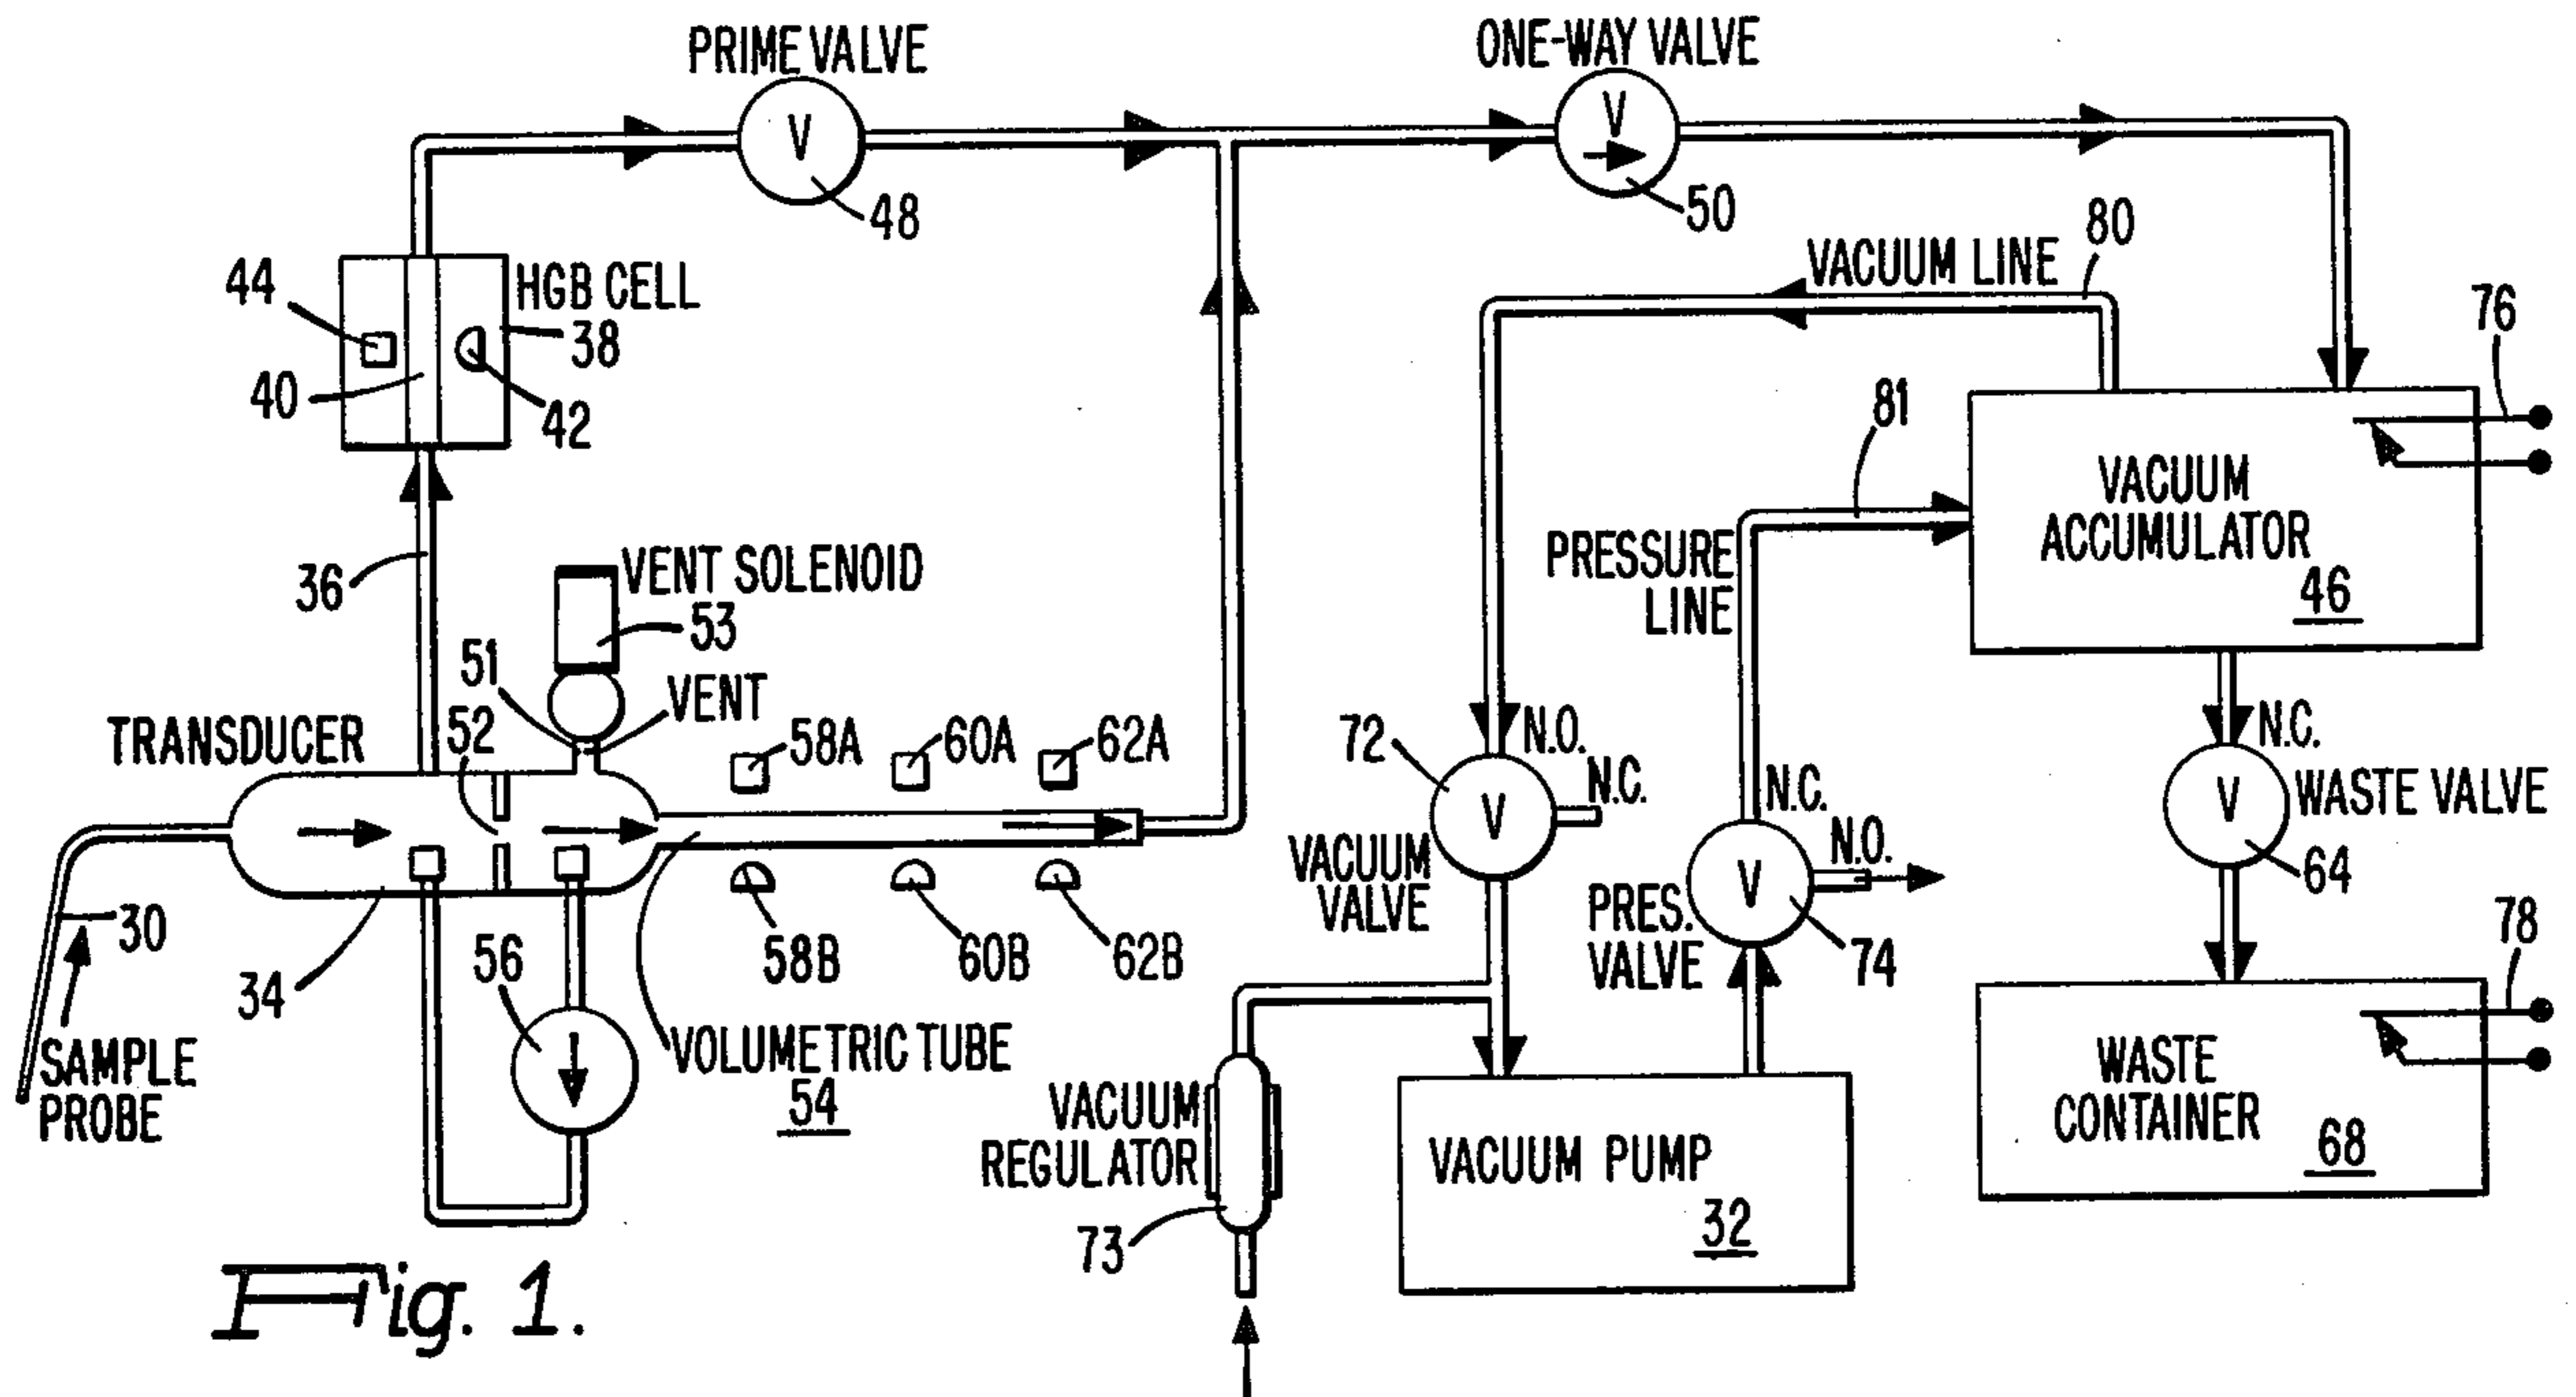 PRIME VALVE
V
48
ONE-WAY VALVE
V
50
80
VACUUM LINE
44
HGB CELL
38
40
42
76
81
VACUUM
ACCUMULATOR
46
PRESSURE
LINE
36
VENT SOLENOID
53
51
VENT
TRANSDUCER
52
58A
60A
62A
72
N.O.
N.C.
V
VACUUM
VALVE
N.C.
N.O.
V
PRES.
VALVE
74
N.C.
V
WASTE VALVE
64
30
34
56
58B
60B
62B
SAMPLE
PROBE
VOLUMETRIC TUBE
54
VACUUM
REGULATOR
73
VACUUM PUMP
32
78
WASTE
CONTAINER
68
Fig. 1.